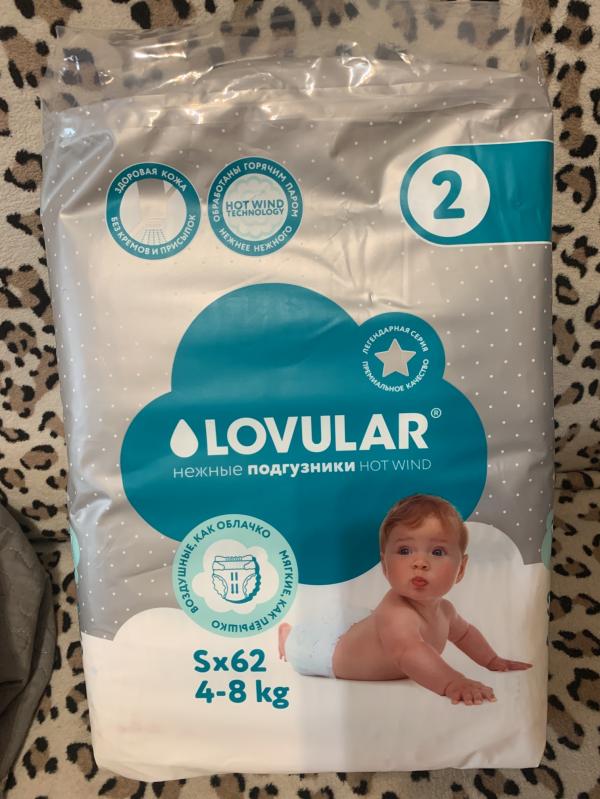 ЗДОРОВАЯ КОЖА
БЕЗ КРЕМОВ И ПРИСЫПОК
ОБРАБОТАНЫ ГОРЯЧИМ ПАРОМ
HOT WIND
TECHNOLOGY
НЕЖНЕЕ НЕЖНОГО
2
ЛЕГЕНДАРНАЯ СЕРИЯ
ПРЕМИАЛЬНОЕ КАЧЕСТВО
LOVULAR®
нежные подгузники HOT WIND
ВОЗДУШНЫЕ, КАК ОБЛАЧКО
МЯГКИЕ, КАК ПЁРЫШКО
Sx62
4-8 kg